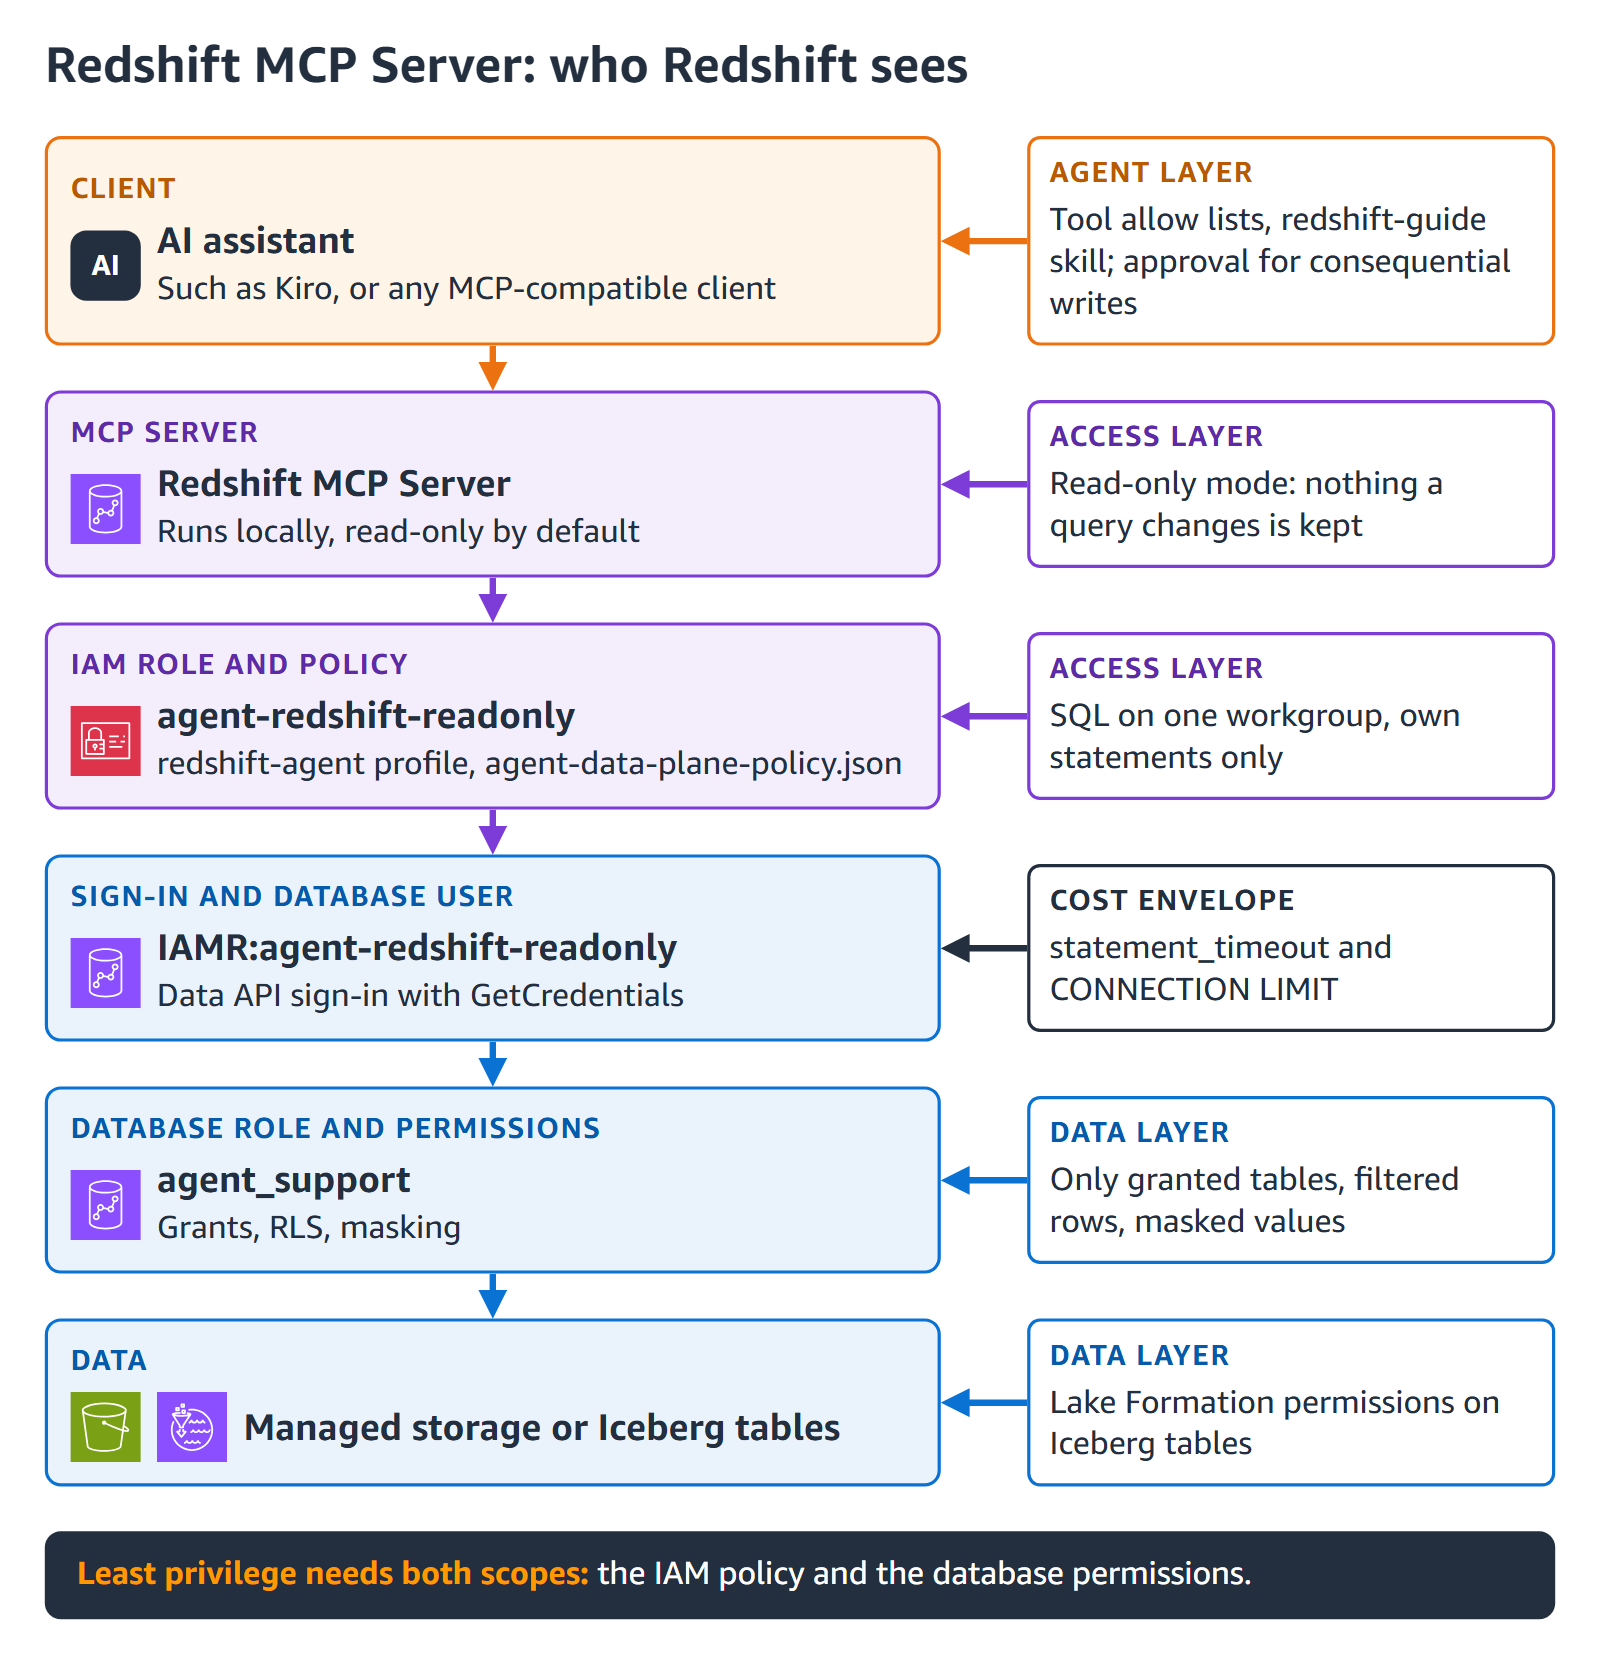 Redshift MCP Server: who Redshift sees
CLIENT
AI
AI assistant
Such as Kiro, or any MCP-compatible client
AGENT LAYER
Tool allow lists, redshift-guide
skill; approval for consequential
writes
MCP SERVER
Redshift MCP Server
Runs locally, read-only by default
ACCESS LAYER
Read-only mode: nothing a
query changes is kept
IAM ROLE AND POLICY
agent-redshift-readonly
redshift-agent profile, agent-data-plane-policy.json
ACCESS LAYER
SQL on one workgroup, own
statements only
SIGN-IN AND DATABASE USER
IAMR:agent-redshift-readonly
Data API sign-in with GetCredentials
COST ENVELOPE
statement_timeout and
CONNECTION LIMIT
DATABASE ROLE AND PERMISSIONS
agent_support
Grants, RLS, masking
DATA LAYER
Only granted tables, filtered
rows, masked values
DATA
Managed storage or Iceberg tables
DATA LAYER
Lake Formation permissions on
Iceberg tables
Least privilege needs both scopes: the IAM policy and the database permissions.